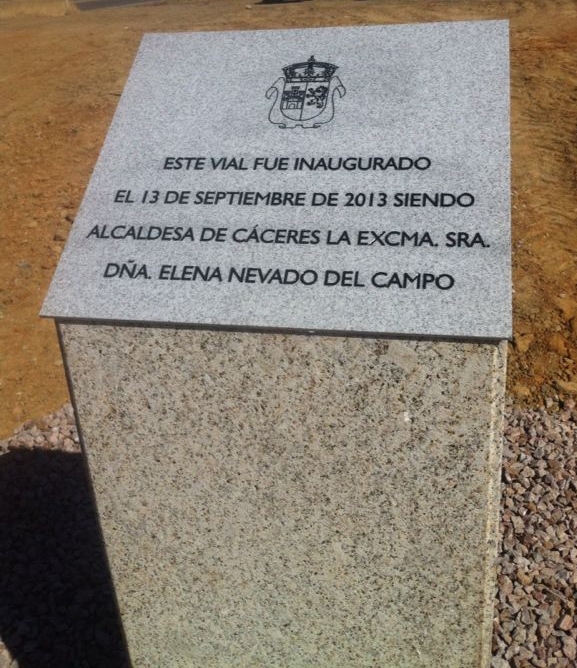 ESTE VIAL FUE INAUGURADO
EL 13 DE SEPTIEMBRE DE 2013 SIENDO
ALCALDESA DE CÁCERES LA EXCMA. SRA.
DÑA. ELENA NEVADO DEL CAMPO